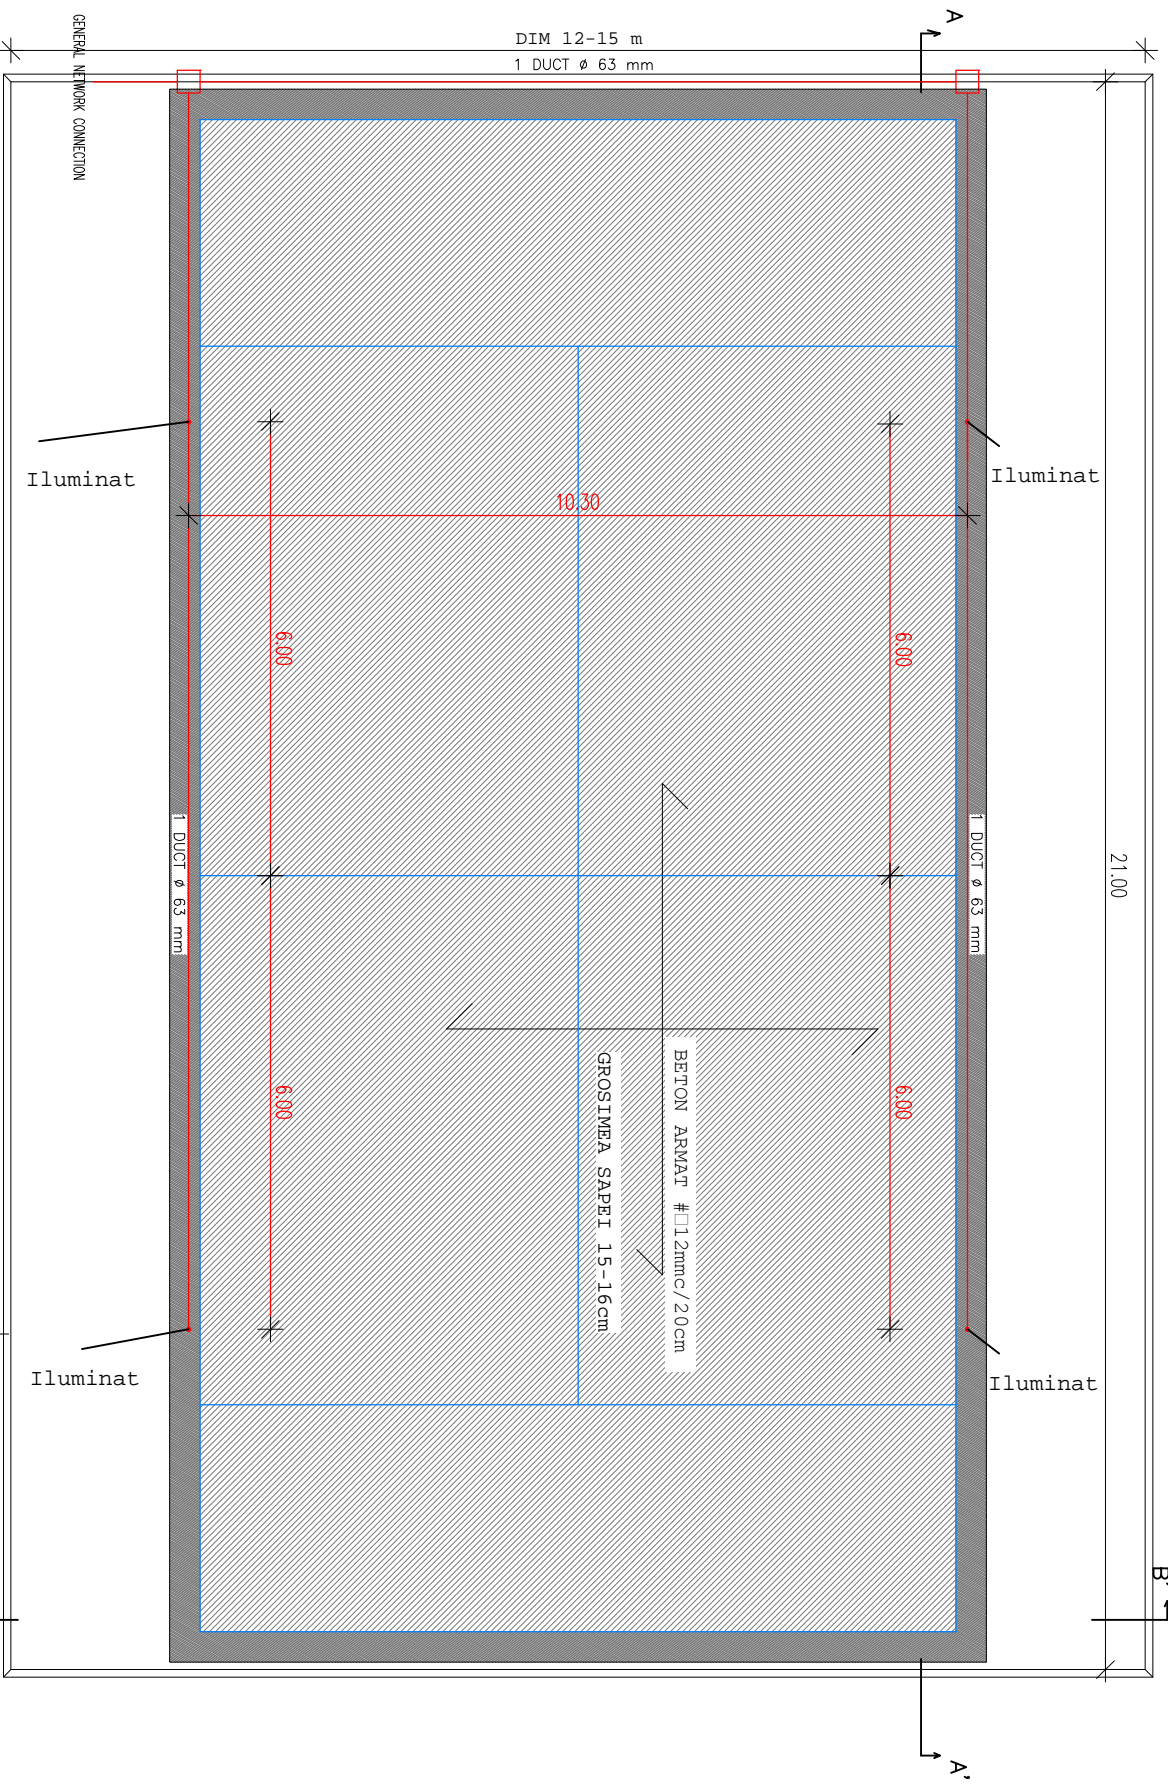 A
DIM 12-15 m
1 DUCT ø 63 mm
GENERAL NETWORK CONNECTION
Iluminat
Iluminat
10.30
6.00
6.00
1 DUCT ø 63 mm
1 DUCT ø 63 mm
21.00
BETON ARMAT #□12mmc/20cm
GROSIMEA SAPEI 15-16cm
6.00
6.00
Iluminat
Iluminat
B'
A'